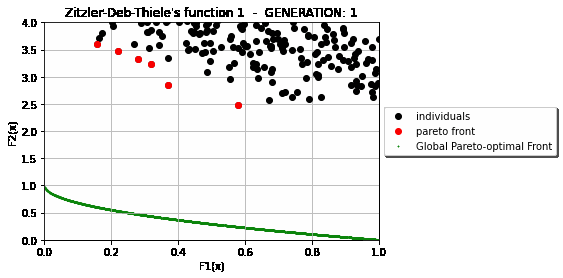 Zitzler-Deb-Thiele's function 1 - GENERATION: 1
4.0
3.5
3.0
2.5
2.0
1.5
1.0
0.5
0.0
F2(x)
0.0 0.2 0.4 0.6 0.8 1.0
F1(x)
individuals
pareto front
Global Pareto-optimal Front